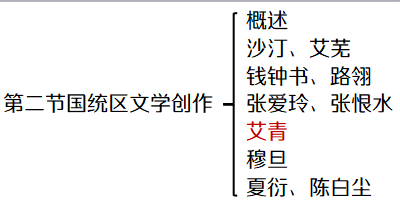 第二节国统区文学创作
概述
沙汀、艾芜
钱钟书、路翎
张爱玲、张恨水
艾青
穆旦
夏衍、陈白尘